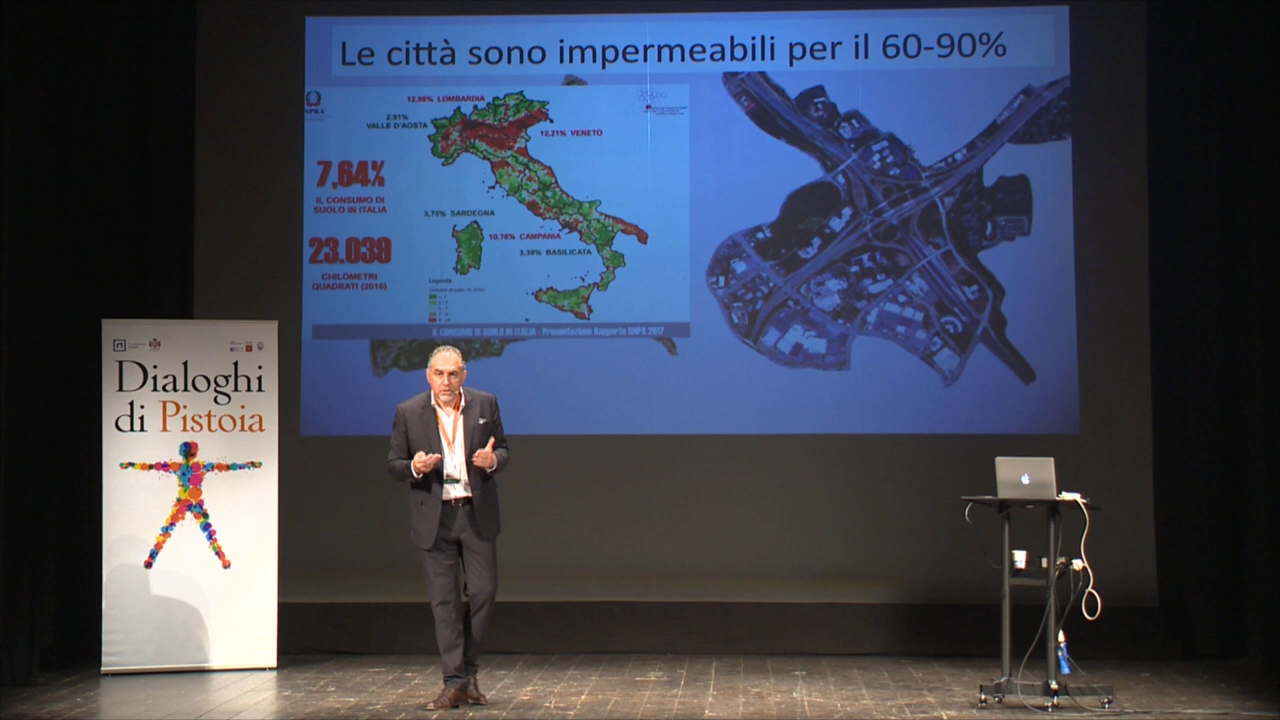 Le città sono impermeabili per il 60-90%
12,96% LOMBARDIA
2,91%
VALLE D'AOSTA
12,21% VENETO
7,64%
IL CONSUMO DI
SUOLO IN ITALIA
3,75% SARDEGNA
10,76% CAMPANIA
3,38% BASILICATA
23.039
CHILOMETRI
QUADRATI (2016)
Legenda
IL CONSUMO DI SUOLO IN ITALIA - Presentazione Rapporto SNPA 2017
Dialoghi
di Pistoia